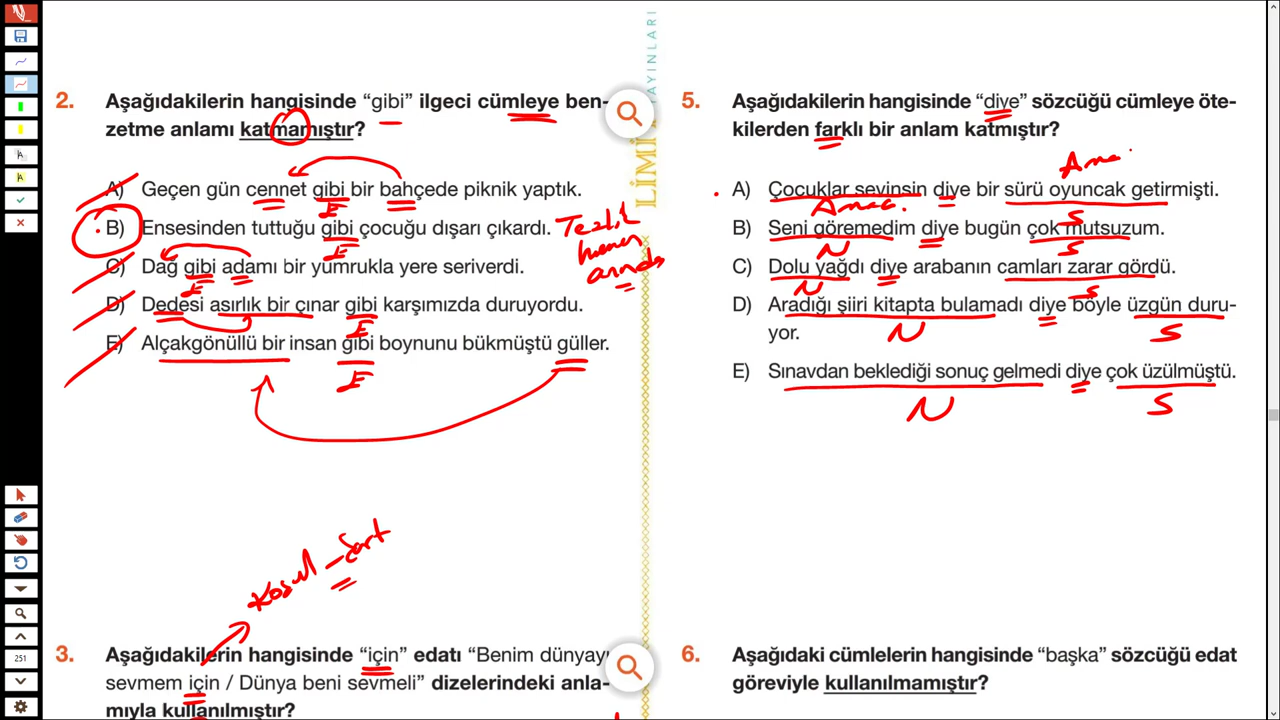 2. Aşağıdakilerin hangisinde “gibi” ilgeci cümleye ben-
zetme anlamı katmamıştır?
A) Geçen gün cennet gibi bir bahçede piknik yaptık.
B) Ensesinden tuttuğu gibi çocuğu dışarı çıkardı.
Tezlik
hemen
anında
C) Dağ gibi adamı bir yumrukla yere seriverdi.
D) Dedesi asırlık bir çınar gibi karşımızda duruyordu.
E) Alçakgönüllü bir insan gibi boynunu bükmüştü güller.
E
E
E
E
E
Koşul - Şart
3. Aşağıdakilerin hangisinde “için” edatı “Benim dünyayı
sevmem için / Dünya beni sevmeli” dizelerindeki anla-
mıyla kullanılmıştır?
LİMİ
YAYINLARI
5. Aşağıdakilerin hangisinde “diye” sözcüğü cümleye öte-
kilerden farklı bir anlam katmıştır?
Amaç
A) Çocuklar sevinsin diye bir sürü oyuncak getirmişti.
Amaç
S
B) Seni göremedim diye bugün çok mutsuzum.
N
S
C) Dolu yağdı diye arabanın camları zarar gördü.
N
S
D) Aradığı şiiri kitapta bulamadı diye böyle üzgün duru-
yor.
N
S
E) Sınavdan beklediği sonuç gelmedi diye çok üzülmüştü.
N
S
6. Aşağıdaki cümlelerin hangisinde “başka” sözcüğü edat
göreviyle kullanılmamıştır?
251